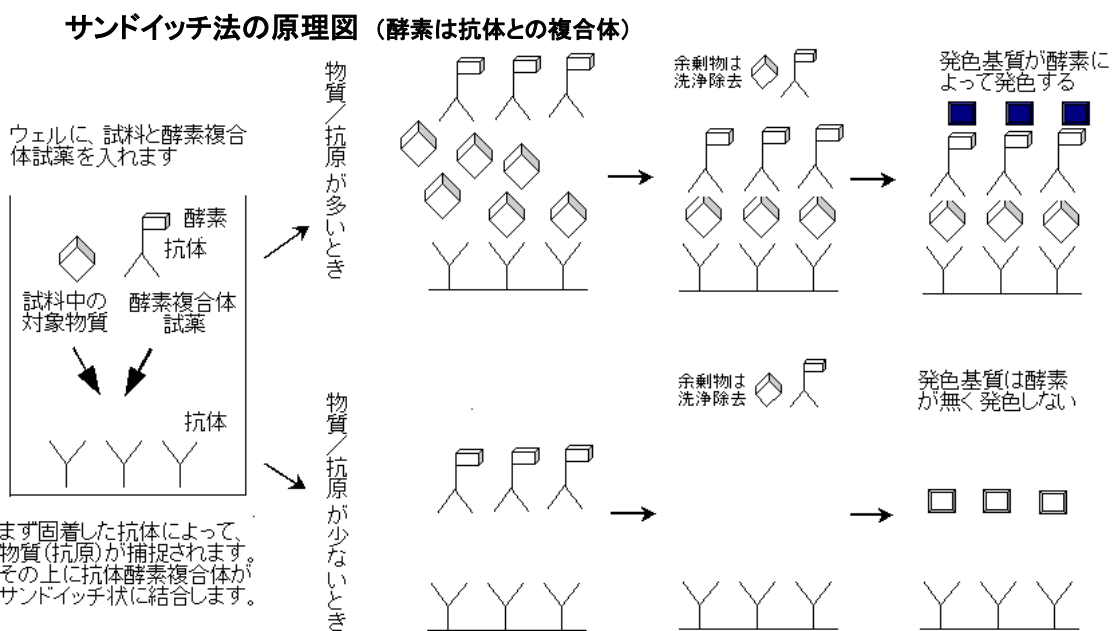 サンドイッチ法の原理図 (酵素は抗体との複合体)
ウェルに、試料と酵素複合
体試薬を入れます
酵素
抗体
試料中の
対象物質
酵素複合体
試薬
抗体
まず固着した抗体によって、
物質(抗原)が捕捉されます。
その上に抗体酵素複合体が
サンドイッチ状に結合します。
物質/抗原が多いとき
余剰物は
洗浄除去
発色基質が酵素に
よって発色する
物質/抗原が少ないとき
余剰物は
洗浄除去
発色基質は酵素
が無く発色しない